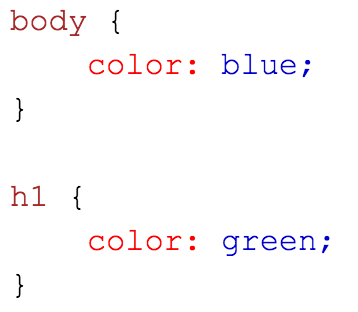 body {
    color: blue;
}
h1 {
    color: green;
}